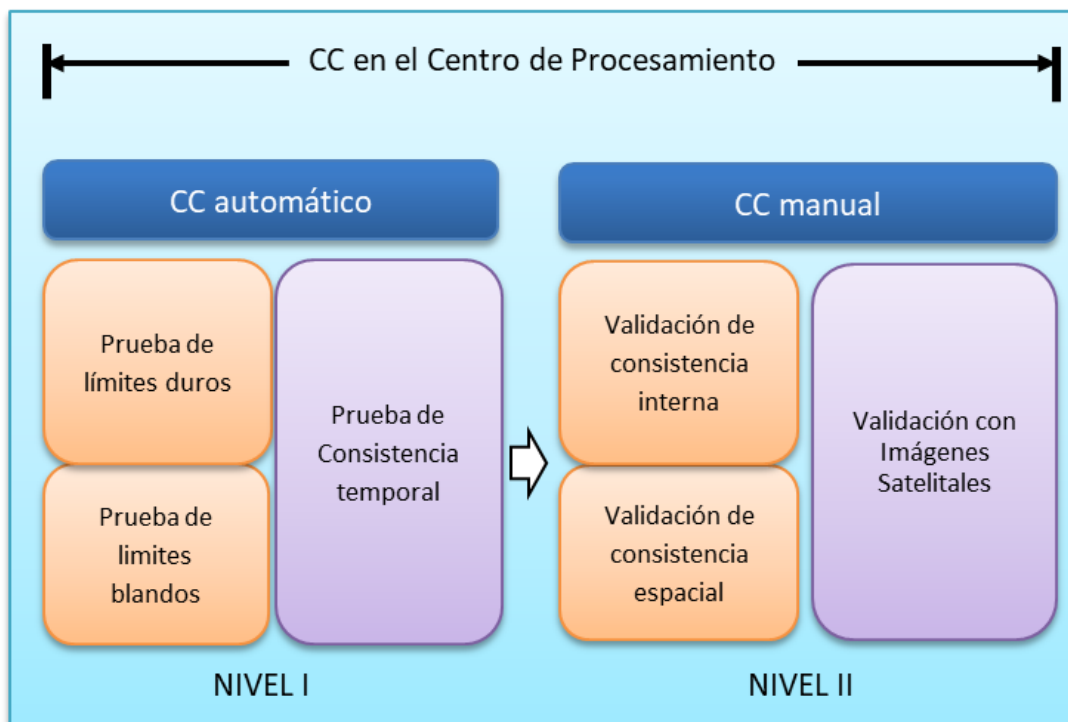 CC en el Centro de Procesamiento
CC automático
CC manual
Prueba de
límites duros
Prueba de
limites
blandos
Prueba de
Consistencia
temporal
Validación de
consistencia
interna
Validación de
consistencia
espacial
Validación con
Imágenes
Satelitales
NIVEL I
NIVEL II